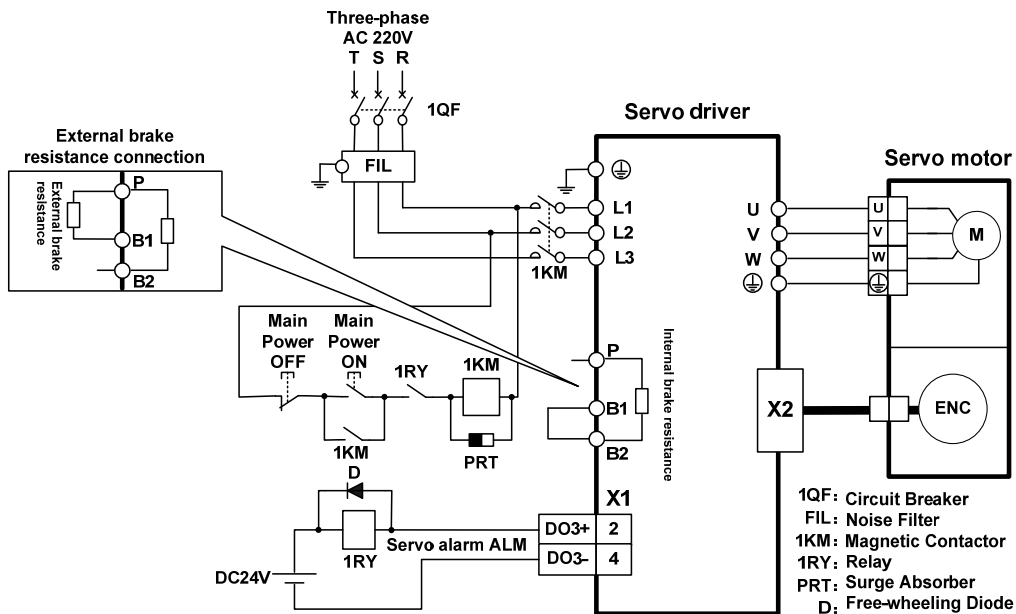 Three-phase
AC 220V
T S R
1QF
FIL
External brake
resistance connection
External brake
resistance
P
B1
B2
Servo driver
L1
L2
L3
1KM
U
V
W
Servo motor
U
V
W
M
Main
Power
OFF
Main
Power
ON
1RY
1KM
1KM
PRT
P
B1
B2
Internal brake resistance
X2
ENC
D
1RY
Servo alarm ALM
DC24V
X1
DO3+ 2
DO3- 4
1QF: Circuit Breaker
FIL: Noise Filter
1KM: Magnetic Contactor
1RY: Relay
PRT: Surge Absorber
D: Free-wheeling Diode